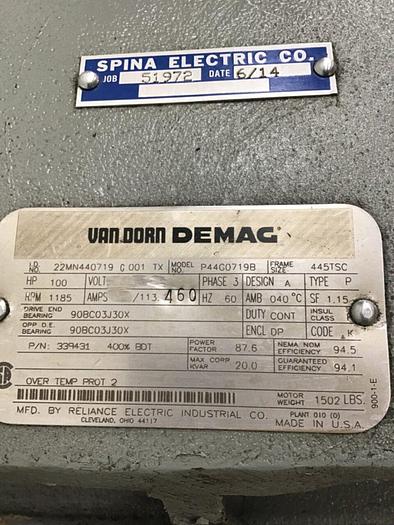 SPINA ELECTRIC CO.
JOB 51972 DATE 6/14
VAN DORN DEMAG
I.D. NO. 22MN440719 G 001 TX MODEL NO. P44G0719B FRAME SIZE 445TSC
HP 100 VOLT PHASE 3 DESIGN A TYPE P
RPM 1185 AMPS /113 460 HZ 60 AMB 040°C SF 1.15
DRIVE END BEARING 90BC03J30X DUTY CONT INSUL CLASS
OPP D.E. BEARING 90BC03J30X ENCL DP CODE K
P/N: 339431 400% BDT POWER FACTOR 87.6 NEMA NOM EFFICIENCY 94.5
MAX CORR KVAR 20.0 GUARANTEED EFFICIENCY 94.1
OVER TEMP PROT 2
MOTOR WEIGHT 1502 LBS.
MFD. BY RELIANCE ELECTRIC INDUSTRIAL CO. PLANT 010 (0)
CLEVELAND, OHIO 44117 MADE IN U.S.A.
900-1-E